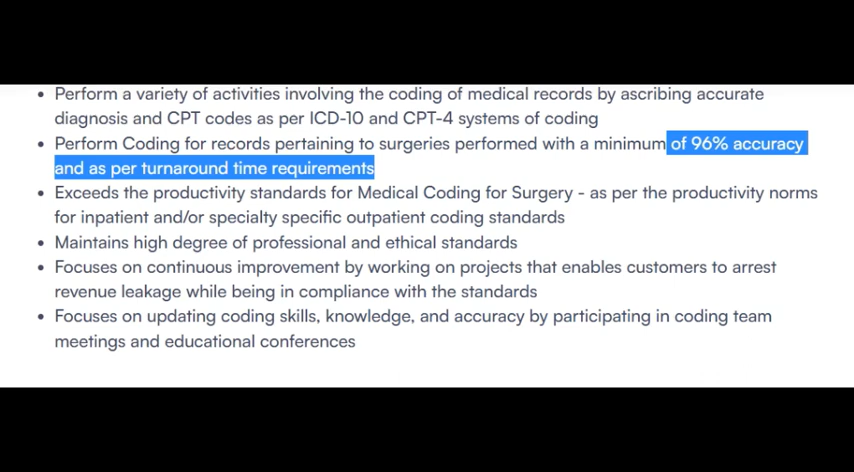 • Perform a variety of activities involving the coding of medical records by ascribing accurate
diagnosis and CPT codes as per ICD-10 and CPT-4 systems of coding
• Perform Coding for records pertaining to surgeries performed with a minimum of 96% accuracy
and as per turnaround time requirements
• Exceeds the productivity standards for Medical Coding for Surgery - as per the productivity norms
for inpatient and/or specialty specific outpatient coding standards
• Maintains high degree of professional and ethical standards
• Focuses on continuous improvement by working on projects that enables customers to arrest
revenue leakage while being in compliance with the standards
• Focuses on updating coding skills, knowledge, and accuracy by participating in coding team
meetings and educational conferences